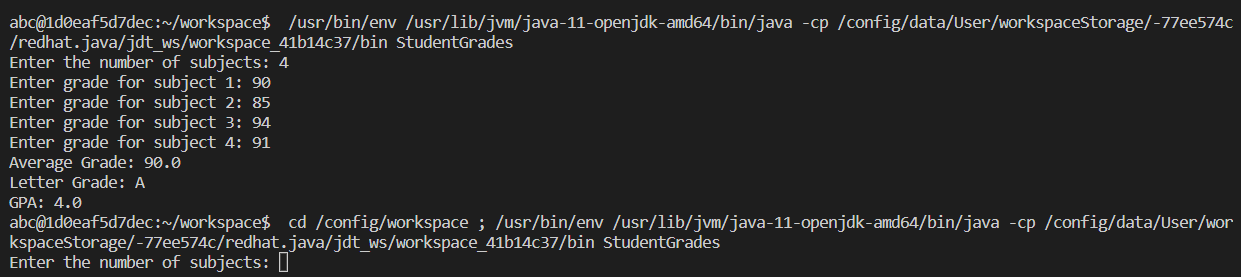 abc@1d0eaf5d7dec:~/workspace$  /usr/bin/env /usr/lib/jvm/java-11-openjdk-amd64/bin/java -cp /config/data/User/workspaceStorage/-77ee574c
/redhat.java/jdt_ws/workspace_41b14c37/bin StudentGrades
Enter the number of subjects: 4
Enter grade for subject 1: 90
Enter grade for subject 2: 85
Enter grade for subject 3: 94
Enter grade for subject 4: 91
Average Grade: 90.0
Letter Grade: A
GPA: 4.0
abc@1d0eaf5d7dec:~/workspace$  cd /config/workspace ; /usr/bin/env /usr/lib/jvm/java-11-openjdk-amd64/bin/java -cp /config/data/User/wor
kspaceStorage/-77ee574c/redhat.java/jdt_ws/workspace_41b14c37/bin StudentGrades
Enter the number of subjects: